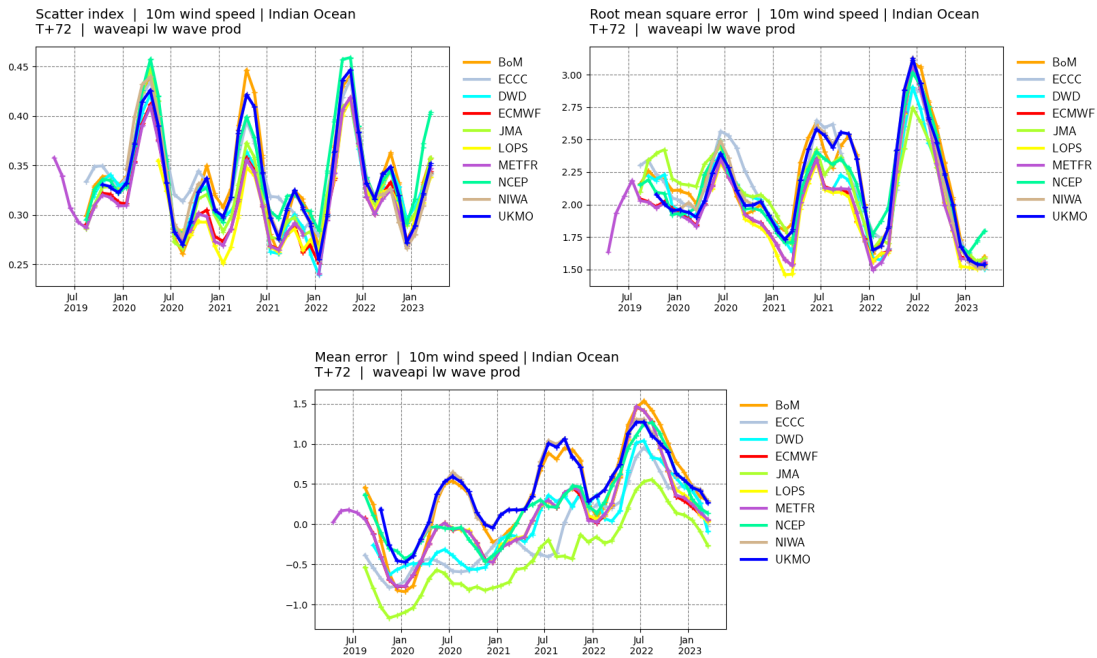 Scatter index | 10m wind speed | Indian Ocean
T+72 | waveapi lw wave prod
0.45
0.40
0.35
0.30
0.25
Jul 2019
Jan 2020
Jul 2020
Jan 2021
Jul 2021
Jan 2022
Jul 2022
Jan 2023
BoM
ECCC
DWD
ECMWF
JMA
LOPS
METFR
NCEP
NIWA
UKMO
Root mean square error | 10m wind speed | Indian Ocean
T+72 | waveapi lw wave prod
3.00
2.75
2.50
2.25
2.00
1.75
1.50
Jul 2019
Jan 2020
Jul 2020
Jan 2021
Jul 2021
Jan 2022
Jul 2022
Jan 2023
BoM
ECCC
DWD
ECMWF
JMA
LOPS
METFR
NCEP
NIWA
UKMO
Mean error | 10m wind speed | Indian Ocean
T+72 | waveapi lw wave prod
1.5
1.0
0.5
0.0
−0.5
−1.0
Jul 2019
Jan 2020
Jul 2020
Jan 2021
Jul 2021
Jan 2022
Jul 2022
Jan 2023
BoM
ECCC
DWD
ECMWF
JMA
LOPS
METFR
NCEP
NIWA
UKMO